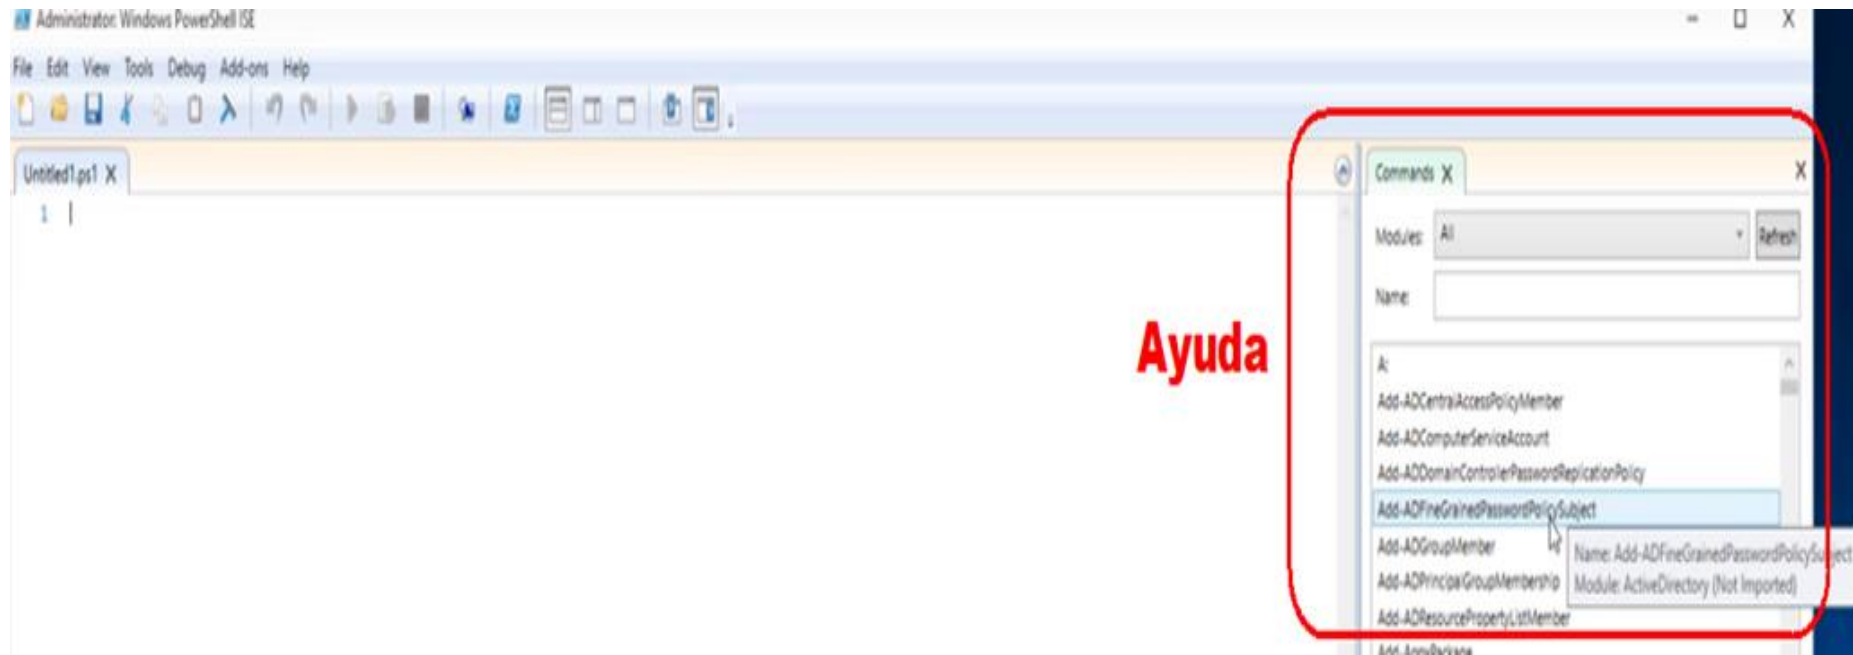 Administrator: Windows PowerShell ISE
File Edit View Tools Debug Add-ons Help
Untitled1.ps1 X
1
Commands X
Modules: All Refresh
Name:
Ayuda
A:
Add-ADCentralAccessPolicyMember
Add-ADComputerServiceAccount
Add-ADDomainControllerPasswordReplicationPolicy
Add-ADFineGrainedPasswordPolicySubject
Add-ADGroupMember
Name: Add-ADFineGrainedPasswordPolicySubject
Add-ADPrincipalGroupMembership
Module: ActiveDirectory (Not Imported)
Add-ADResourcePropertyListMember
Add-AppxPackage